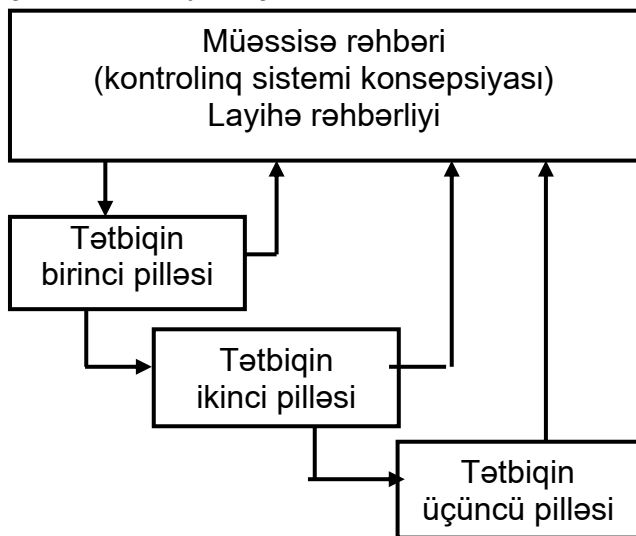 Müəssisə rəhbəri
(kontrolinq sistemi konsepsiyası)
Layihə rəhbərliyi
Tətbiqin
birinci pilləsi
Tətbiqin
ikinci pilləsi
Tətbiqin
üçüncü pilləsi